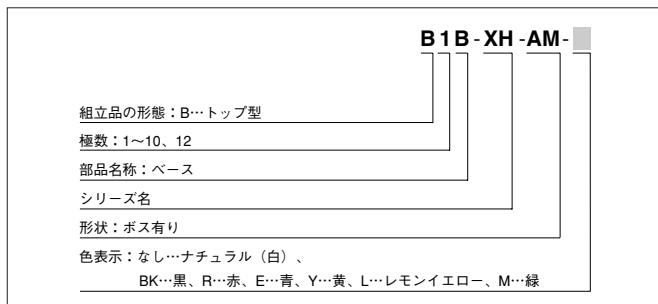 B 1 B - XH - AM -
組立品の形態：B…トップ型
極数：1～10、12
部品名称：ベース
シリーズ名
形状：ボス有り
色表示：なし…ナチュラル（白）、
BK…黒、R…赤、E…青、Y…黄、L…レモンイエロー、M…緑